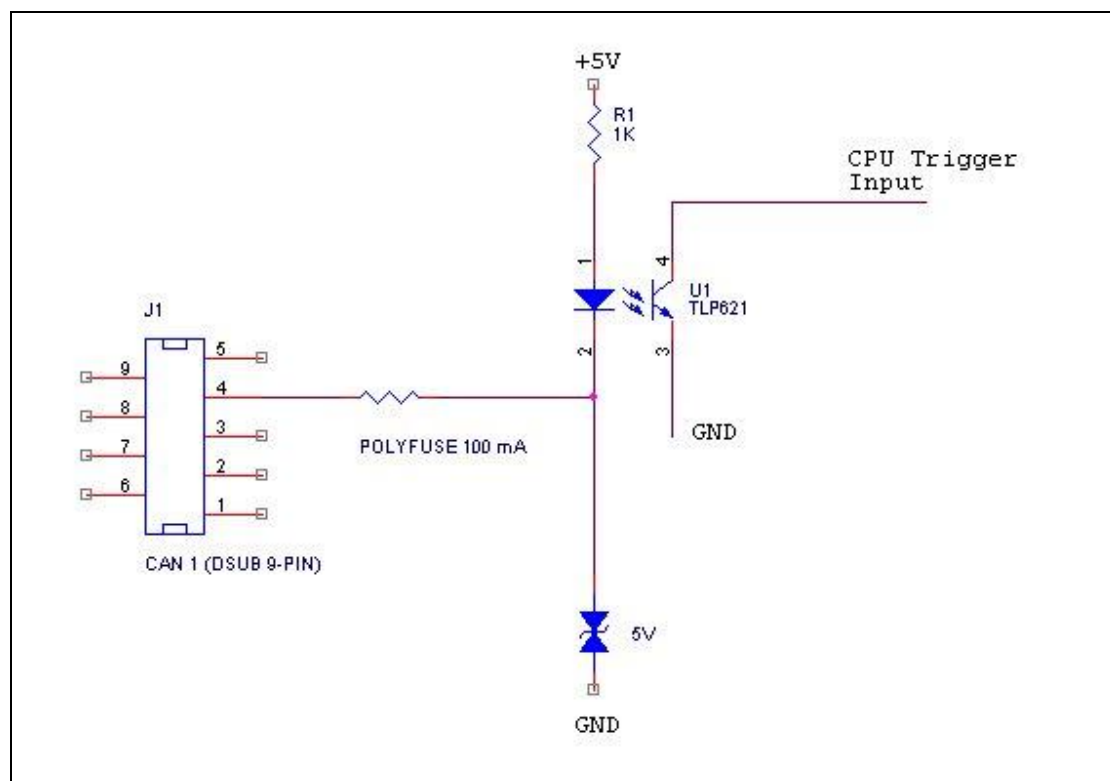 +5V
R1
1K
CPU Trigger
Input
1
4
U1
TLP621
2
3
GND
J1
5
9
4
8
3
7
2
6
1
POLYFUSE 100 mA
CAN 1 (DSUB 9-PIN)
5V
GND